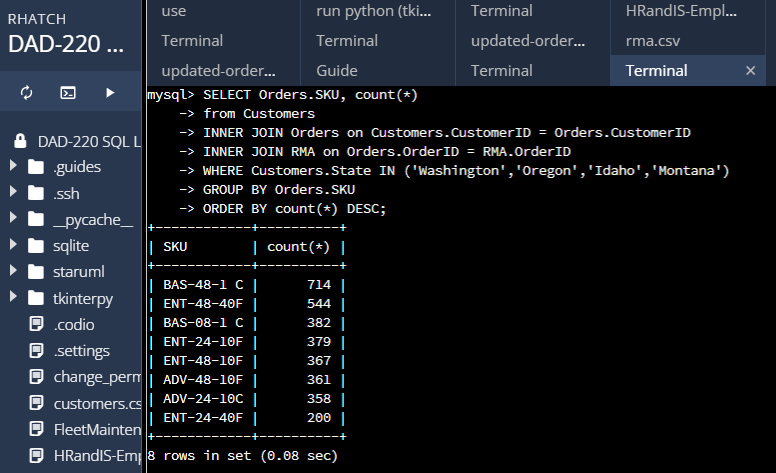 RHATCH
DAD-220 ...
use
run python (tki...
Terminal
HRandIS-Empl...
Terminal
Terminal
updated-order...
rma.csv
updated-order...
Guide
Terminal
Terminal ×
DAD-220 SQL L
.guides
.ssh
__pycache__
sqlite
staruml
tkinterpy
.codio
.settings
change_perm
customers.cs
FleetMainten
HRandIS-Emp
mysql> SELECT Orders.SKU, count(*)
    -> from Customers
    -> INNER JOIN Orders on Customers.CustomerID = Orders.CustomerID
    -> INNER JOIN RMA on Orders.OrderID = RMA.OrderID
    -> WHERE Customers.State IN ('Washington','Oregon','Idaho','Montana')
    -> GROUP BY Orders.SKU
    -> ORDER BY count(*) DESC;
+------------+----------+
| SKU        | count(*) |
+------------+----------+
| BAS-48-1 C |      714 |
| ENT-48-40F |      544 |
| BAS-08-1 C |      382 |
| ENT-24-10F |      379 |
| ENT-48-10F |      367 |
| ADV-48-10F |      361 |
| ADV-24-10C |      358 |
| ENT-24-40F |      200 |
+------------+----------+
8 rows in set (0.08 sec)